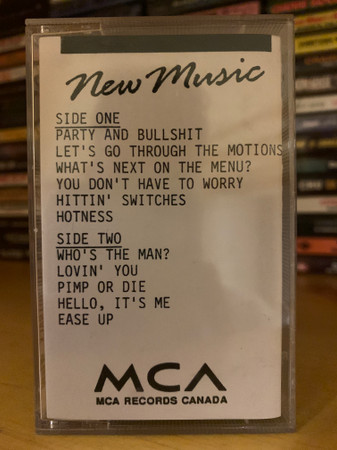 New Music
SIDE ONE
PARTY AND BULLSHIT
LET'S GO THROUGH THE MOTIONS
WHAT'S NEXT ON THE MENU?
YOU DON'T HAVE TO WORRY
HITTIN' SWITCHES
HOTNESS
SIDE TWO
WHO'S THE MAN?
LOVIN' YOU
PIMP OR DIE
HELLO, IT'S ME
EASE UP
MCA
MCA RECORDS CANADA